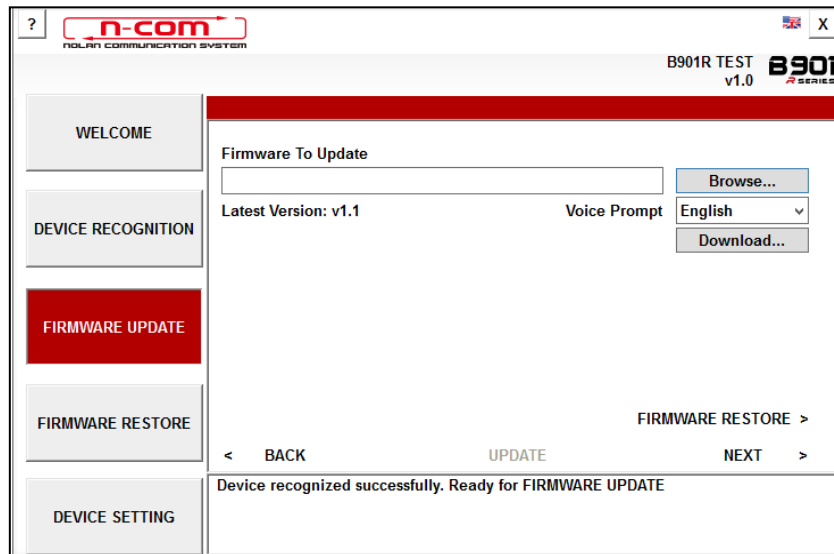 ?
n-com
NOLAN COMMUNICATION SYSTEM
X
B901R TEST
v1.0
B901
R SERIES
WELCOME
DEVICE RECOGNITION
FIRMWARE UPDATE
FIRMWARE RESTORE
DEVICE SETTING
Firmware To Update
Browse...
Latest Version: v1.1 Voice Prompt English
Download...
FIRMWARE RESTORE >
< BACK UPDATE NEXT >
Device recognized successfully. Ready for FIRMWARE UPDATE